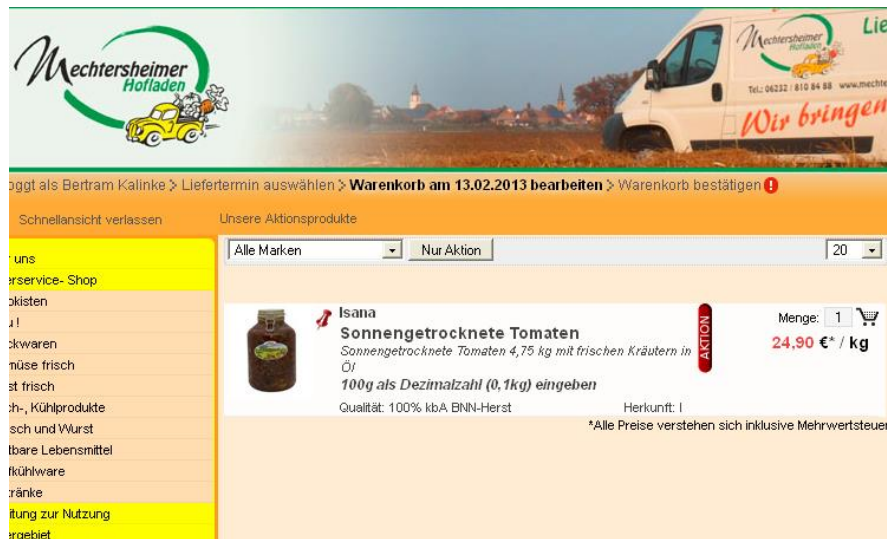 Mechtersheimer
Hofladen
Mechtersheimer
Hofladen
Lie
Tel.: 06232 / 810 84 88 www.mechte
Wir bringen
oggt als Bertram Kalinke > Liefertermin auswählen > Warenkorb am 13.02.2013 bearbeiten > Warenkorb bestätigen !
Schnellansicht verlassen Unsere Aktionsprodukte
Alle Marken Nur Aktion 20
r uns
erservice- Shop
okisten
u !
ckwaren
müse frisch
st frisch
ch-, Kühlprodukte
isch und Wurst
tbare Lebensmittel
fkühlware
tränke
itung zur Nutzung
ergebiet
Isana
Sonnengetrocknete Tomaten
Sonnengetrocknete Tomaten 4,75 kg mit frischen Kräutern in
Öl
100g als Dezimalzahl (0,1kg) eingeben
Qualität: 100% kbA BNN-Herst Herkunft: I
AKTION
Menge: 1
24,90 €* / kg
*Alle Preise verstehen sich inklusive Mehrwertsteuer